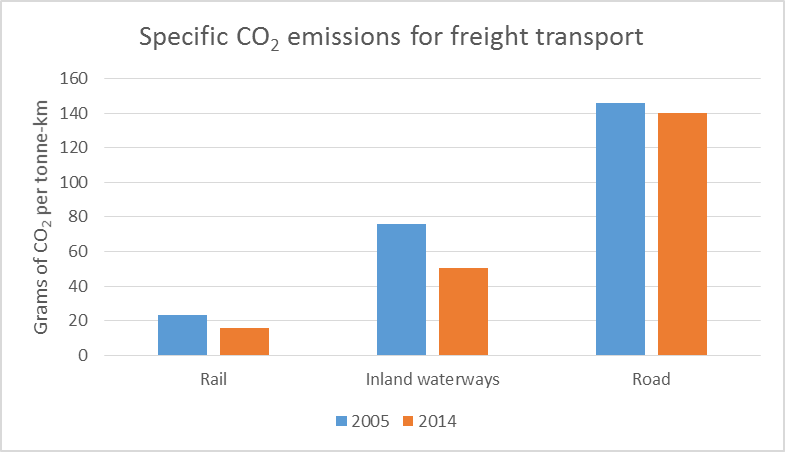 Specific CO₂ emissions for freight transport
Grams of CO₂ per tonne-km
160
140
120
100
80
60
40
20
0
Rail
Inland waterways
Road
2005
2014